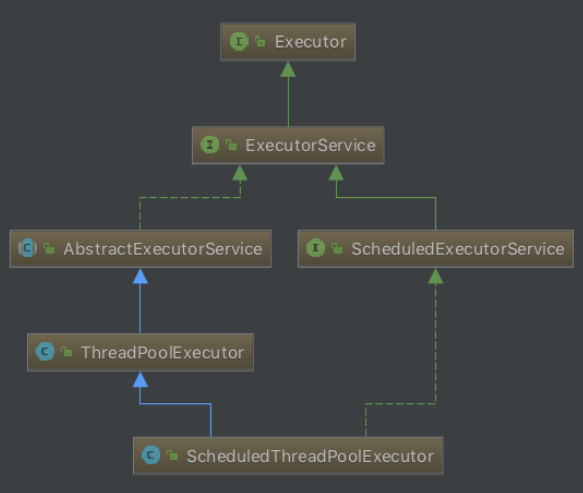 I Executor
I ExecutorService
C AbstractExecutorService
I ScheduledExecutorService
C ThreadPoolExecutor
C ScheduledThreadPoolExecutor